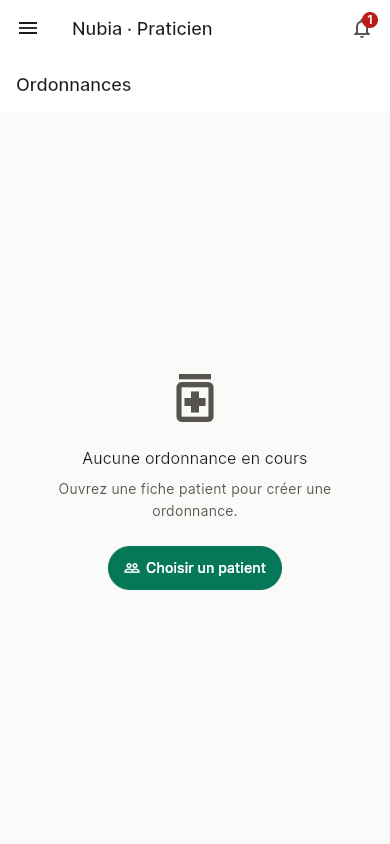 Nubia · Praticien
1
Ordonnances
Aucune ordonnance en cours
Ouvrez une fiche patient pour créer une
ordonnance.
Choisir un patient